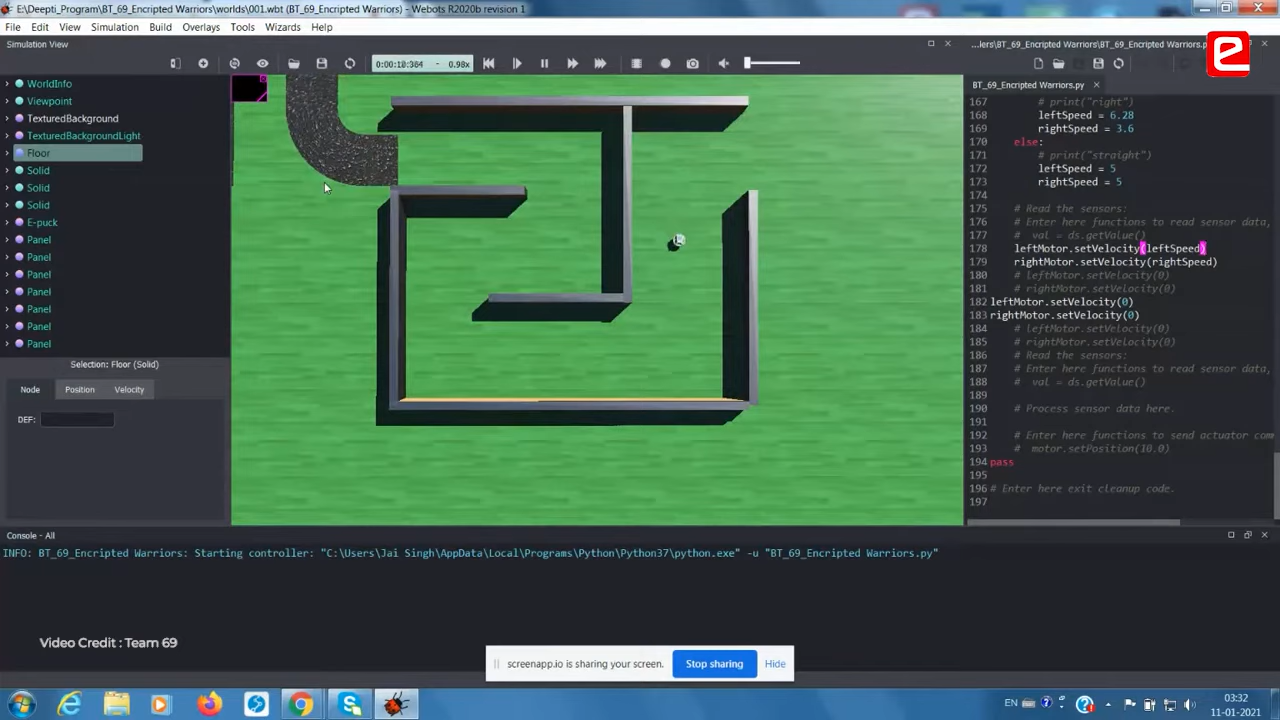 E:\Deepti_Program\BT_69_Encripted Warriors\worlds\001.wbt (BT_69_Encripted Warriors) - Webots R2020b revision 1
File Edit View Simulation Build Overlays Tools Wizards Help
Simulation View
...lers\BT_69_Encripted Warriors\BT_69_Encripted Warriors.py
0:00:18:384 - 0.98x
BT_69_Encripted Warriors.py
WorldInfo
Viewpoint
TexturedBackground
TexturedBackgroundLight
Floor
Solid
Solid
Solid
E-puck
Panel
Panel
Panel
Panel
Panel
Panel
Panel
Selection: Floor (Solid)
Node Position Velocity
DEF:
167 # print("right")
168 leftSpeed = 6.28
169 rightSpeed = 3.6
170 else:
171 # print("straight")
172 leftSpeed = 5
173 rightSpeed = 5
174
175 # Read the sensors:
176 # Enter here functions to read sensor data,
177 # val = ds.getValue()
178 leftMotor.setVelocity(leftSpeed)
179 rightMotor.setVelocity(rightSpeed)
180 # leftMotor.setVelocity(0)
181 # rightMotor.setVelocity(0)
182 leftMotor.setVelocity(0)
183 rightMotor.setVelocity(0)
184 # leftMotor.setVelocity(0)
185 # rightMotor.setVelocity(0)
186 # Read the sensors:
187 # Enter here functions to read sensor data,
188 # val = ds.getValue()
189
190 # Process sensor data here.
191
192 # Enter here functions to send actuator com
193 # motor.setPosition(10.0)
194 pass
195
196 # Enter here exit cleanup code.
197
Console - All
INFO: BT_69_Encripted Warriors: Starting controller: "C:\Users\Jai Singh\AppData\Local\Programs\Python\Python37\python.exe" -u "BT_69_Encripted Warriors.py"
Video Credit : Team 69
screenapp.io is sharing your screen. Stop sharing Hide
EN
03:32
11-01-2021